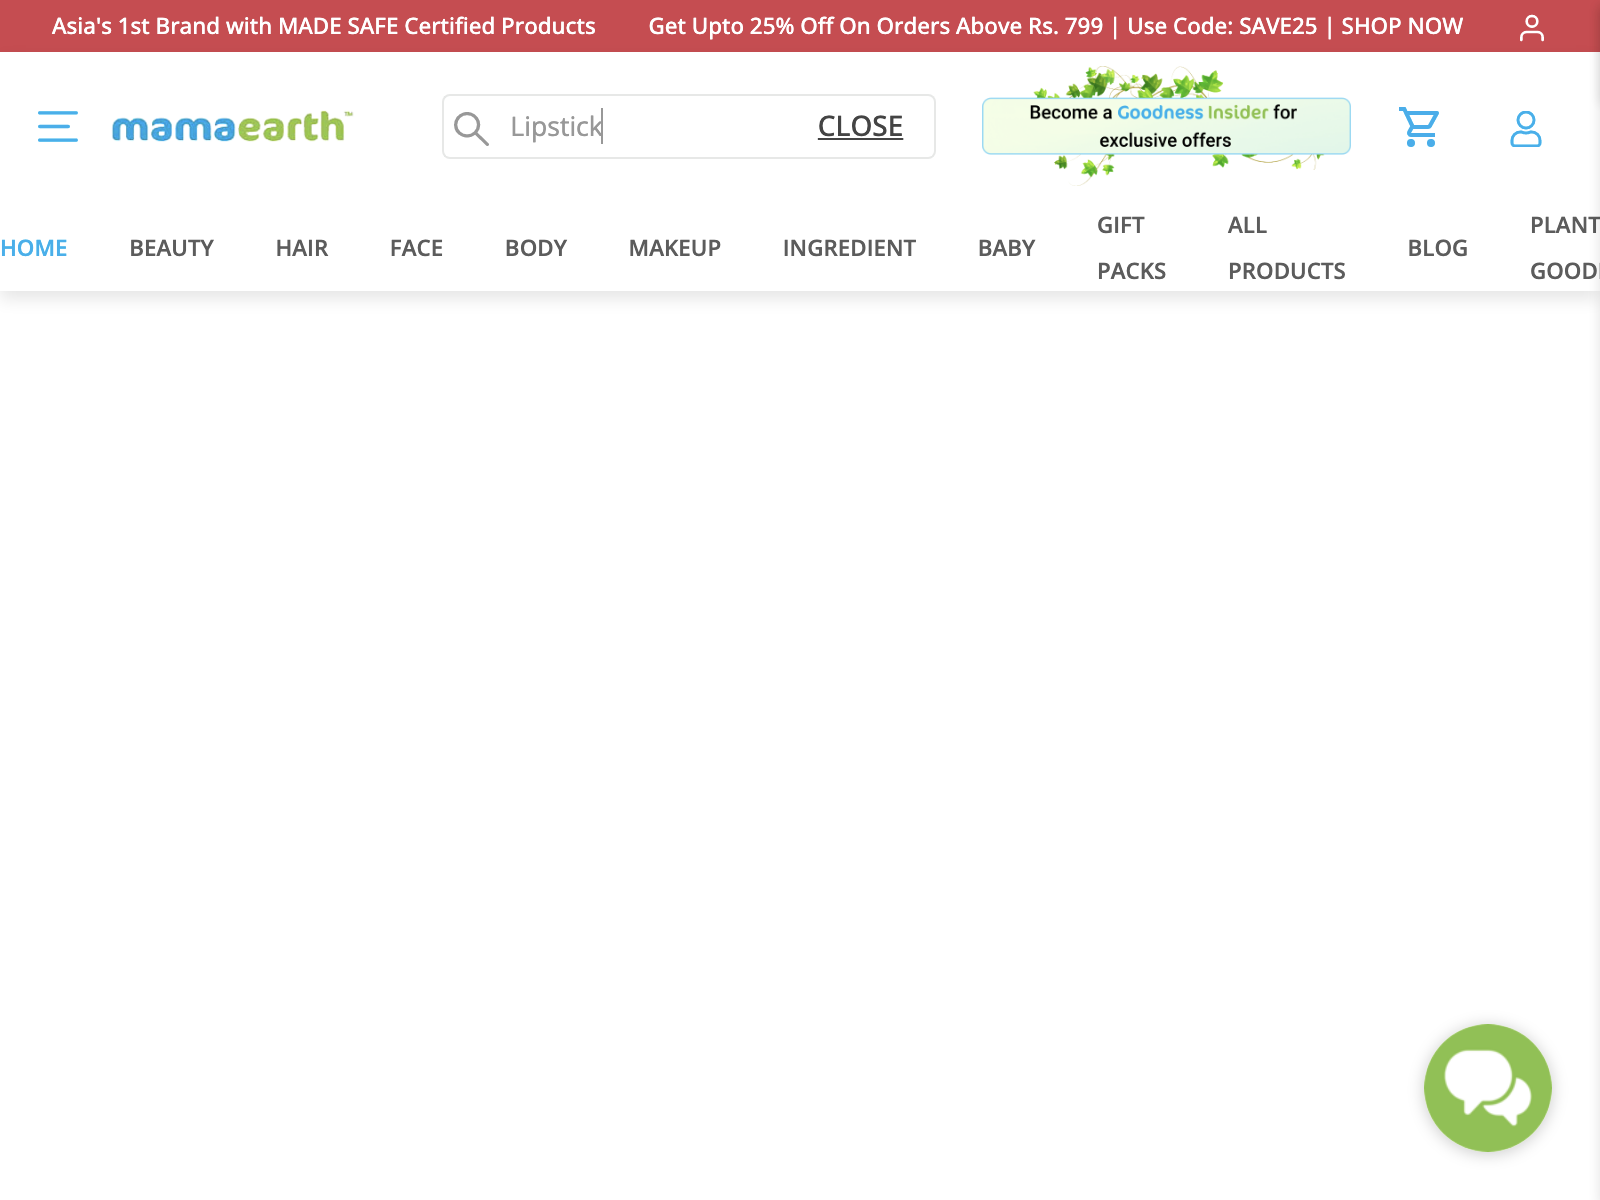 Asia's 1st Brand with MADE SAFE Certified Products
Get Upto 25% Off On Orders Above Rs. 799 | Use Code: SAVE25 | SHOP NOW
mamaearth™
Lipstick
CLOSE
Become a Goodness Insider for
exclusive offers
HOME
BEAUTY
HAIR
FACE
BODY
MAKEUP
INGREDIENT
BABY
GIFT
PACKS
ALL
PRODUCTS
BLOG
PLANT